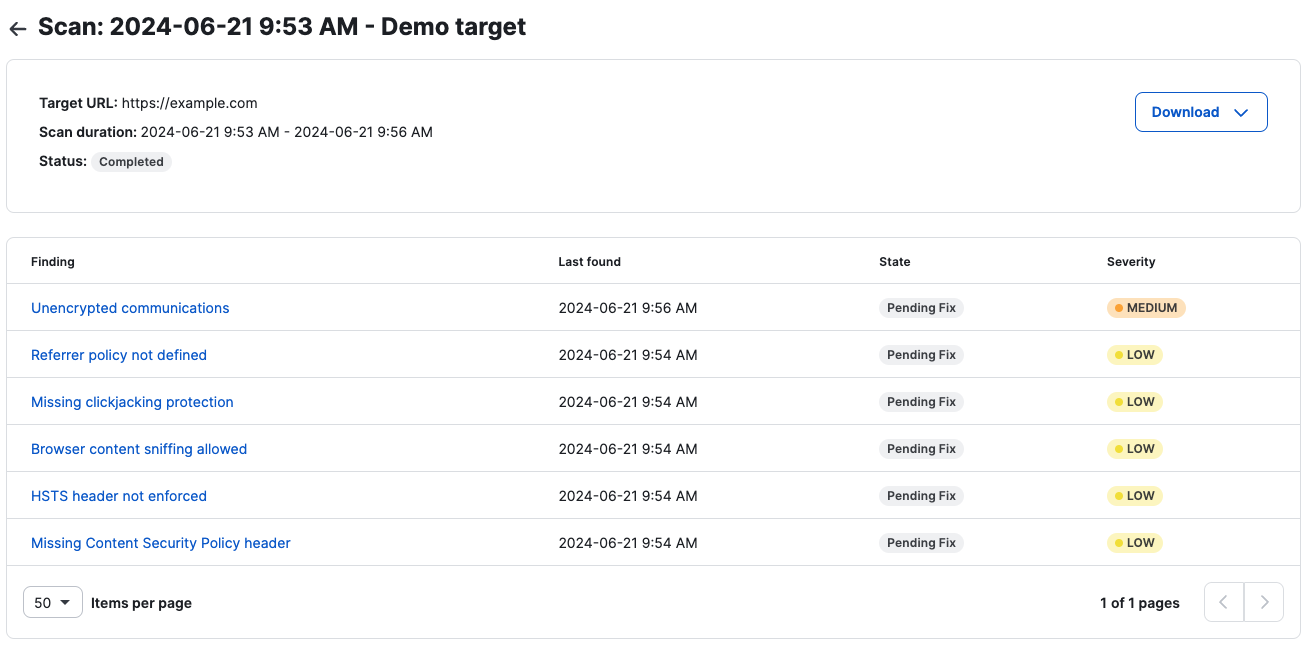 Scan: 2024-06-21 9:53 AM - Demo target
Target URL: https://example.com
Download
Scan duration: 2024-06-21 9:53 AM - 2024-06-21 9:56 AM
Status: Completed
Finding Last found State Severity
Unencrypted communications 2024-06-21 9:56 AM Pending Fix MEDIUM
Referrer policy not defined 2024-06-21 9:54 AM Pending Fix LOW
Missing clickjacking protection 2024-06-21 9:54 AM Pending Fix LOW
Browser content sniffing allowed 2024-06-21 9:54 AM Pending Fix LOW
HSTS header not enforced 2024-06-21 9:54 AM Pending Fix LOW
Missing Content Security Policy header 2024-06-21 9:54 AM Pending Fix LOW
50 Items per page 1 of 1 pages